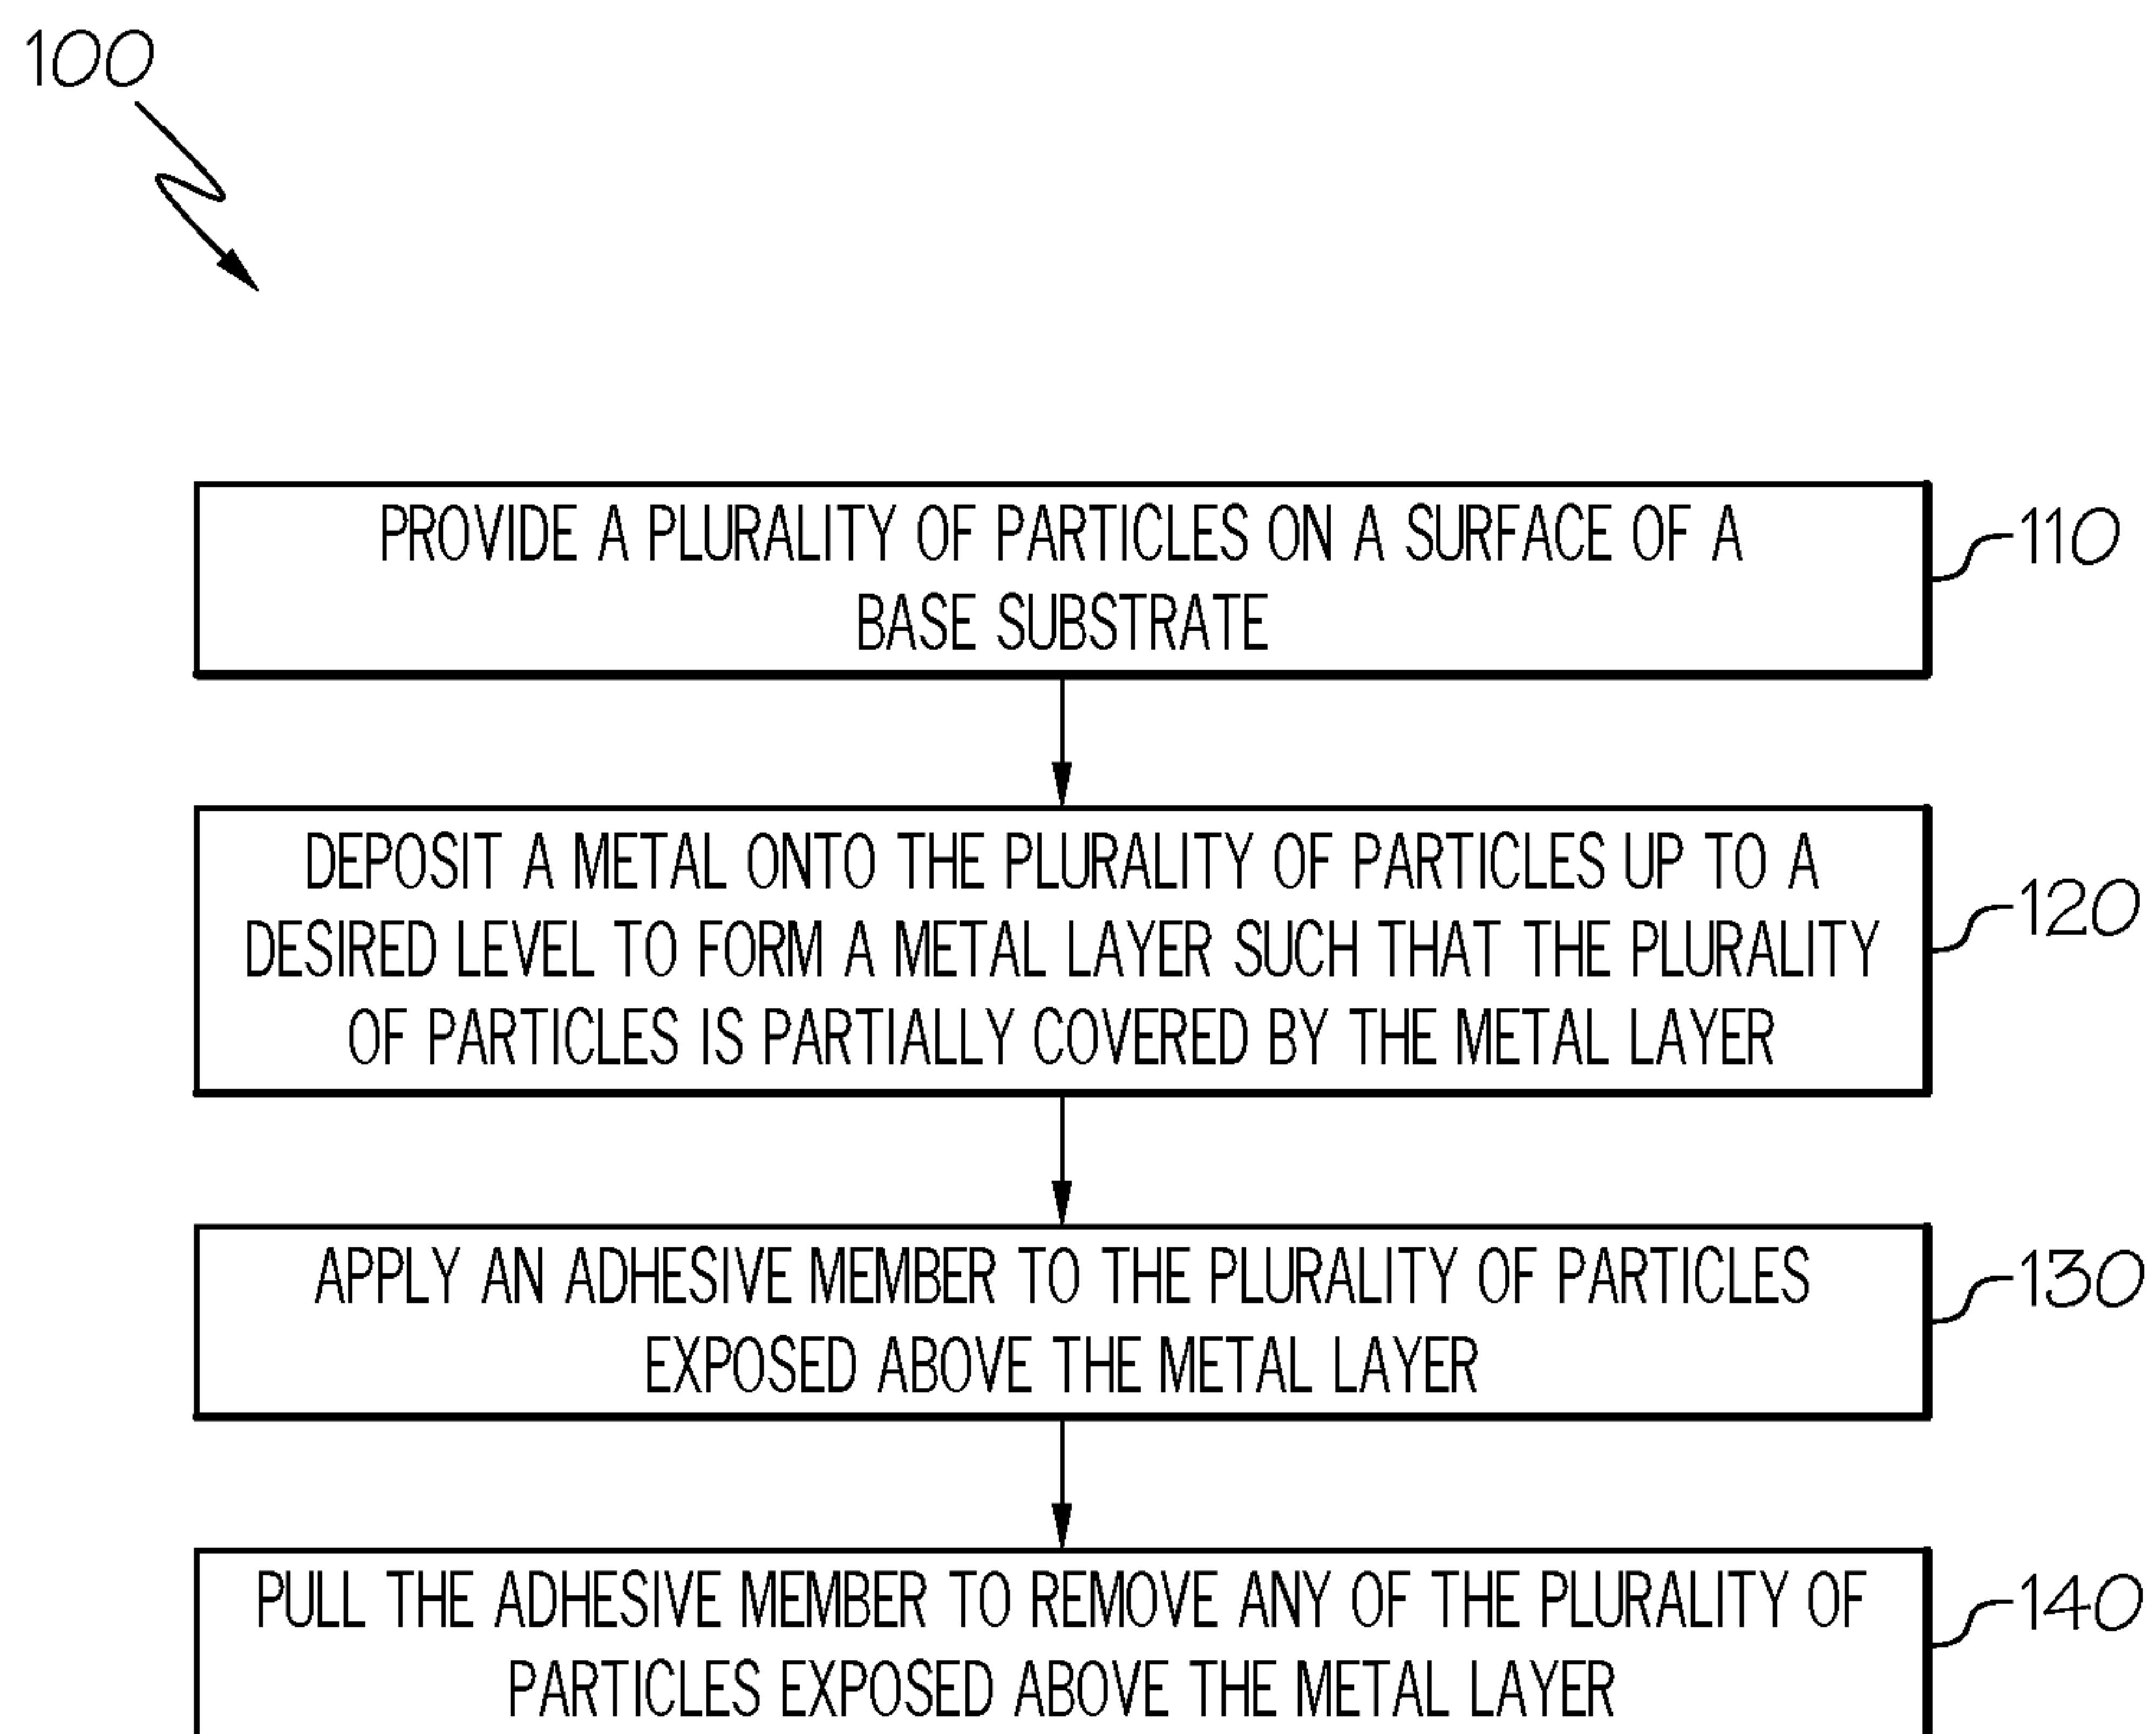 100
PROVIDE A PLURALITY OF PARTICLES ON A SURFACE OF A
BASE SUBSTRATE
110
DEPOSIT A METAL ONTO THE PLURALITY OF PARTICLES UP TO A
DESIRED LEVEL TO FORM A METAL LAYER SUCH THAT THE PLURALITY
OF PARTICLES IS PARTIALLY COVERED BY THE METAL LAYER
120
APPLY AN ADHESIVE MEMBER TO THE PLURALITY OF PARTICLES
EXPOSED ABOVE THE METAL LAYER
130
PULL THE ADHESIVE MEMBER TO REMOVE ANY OF THE PLURALITY OF
PARTICLES EXPOSED ABOVE THE METAL LAYER
140